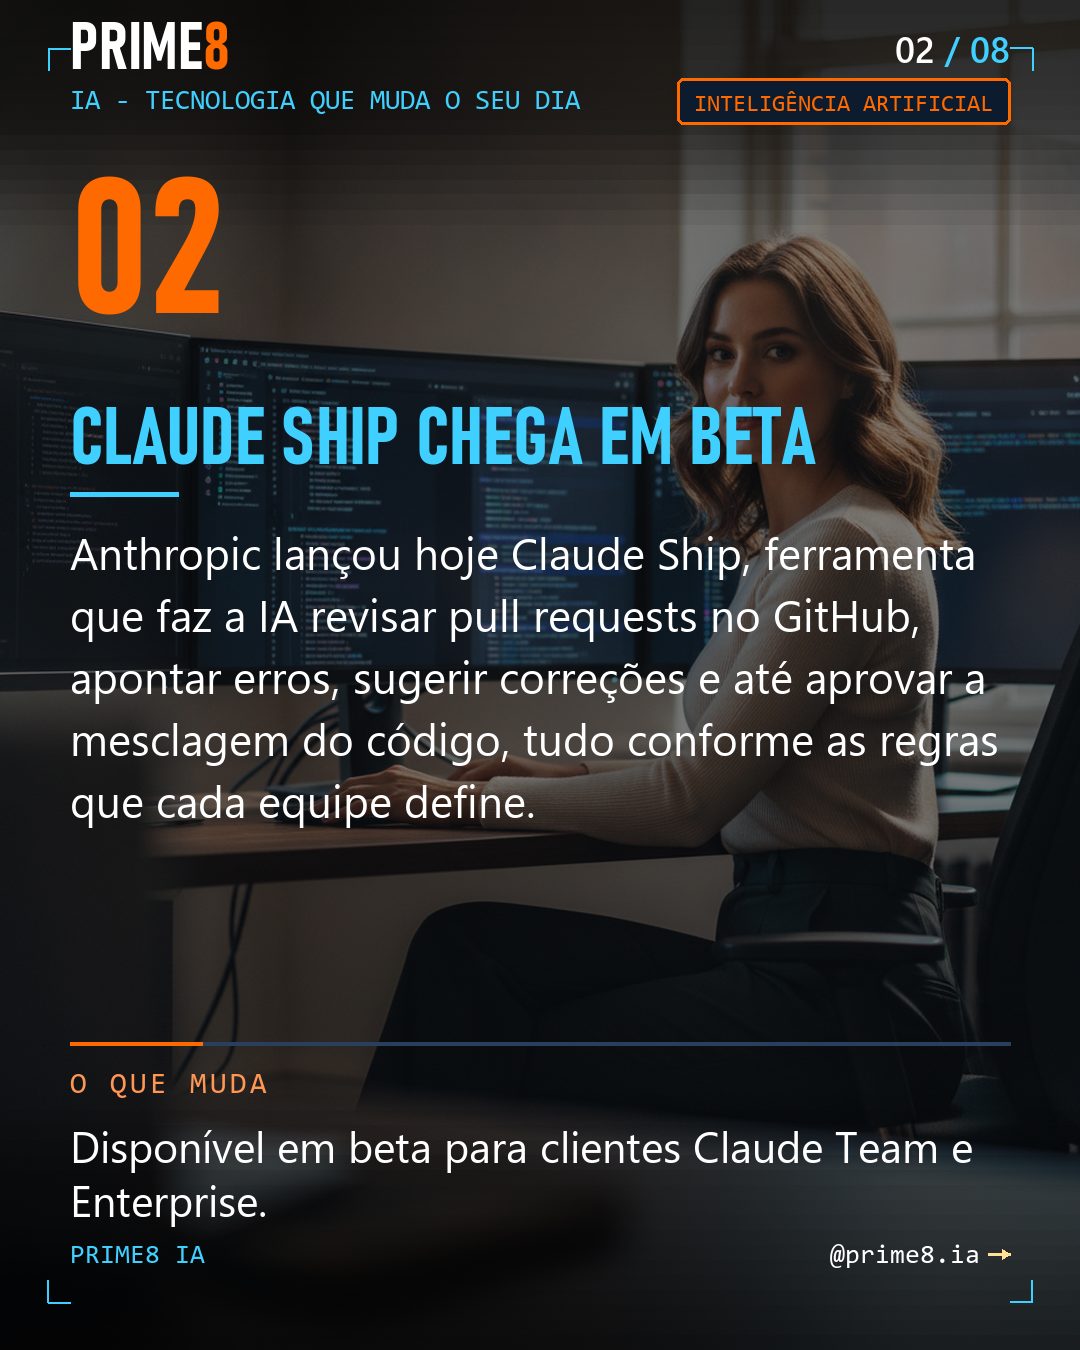 PRIME8
02 / 08
IA - TECNOLOGIA QUE MUDA O SEU DIA
INTELIGÊNCIA ARTIFICIAL
02
CLAUDE SHIP CHEGA EM BETA
Anthropic lançou hoje Claude Ship, ferramenta
que faz a IA revisar pull requests no GitHub,
apontar erros, sugerir correções e até aprovar a
mesclagem do código, tudo conforme as regras
que cada equipe define.
O QUE MUDA
Disponível em beta para clientes Claude Team e
Enterprise.
PRIME8 IA
@prime8.ia